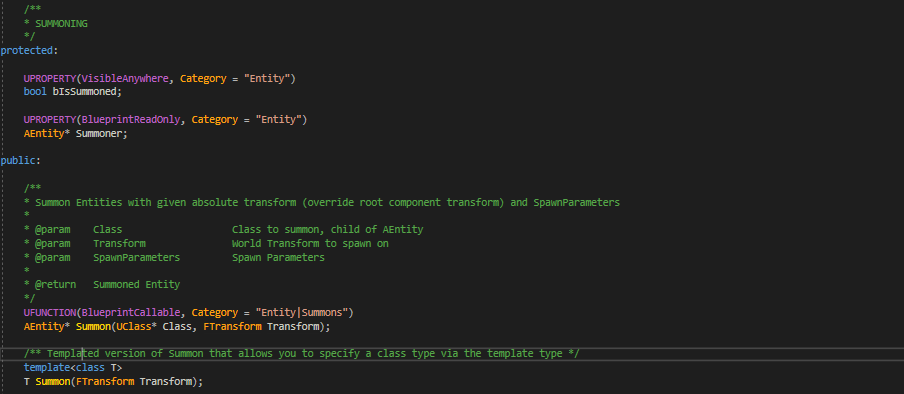 /**
* SUMMONING
*/
protected:
UPROPERTY(VisibleAnywhere, Category = "Entity")
bool bIsSummoned;
UPROPERTY(BlueprintReadOnly, Category = "Entity")
AEntity* Summoner;
public:
/**
* Summon Entities with given absolute transform (override root component transform) and SpawnParameters
*
* @param Class Class to summon, child of AEntity
* @param Transform World Transform to spawn on
* @param SpawnParameters Spawn Parameters
*
* @return Summoned Entity
*/
UFUNCTION(BlueprintCallable, Category = "Entity|Summons")
AEntity* Summon(UClass* Class, FTransform Transform);
/** Templated version of Summon that allows you to specify a class type via the template type */
template<class T>
T Summon(FTransform Transform);